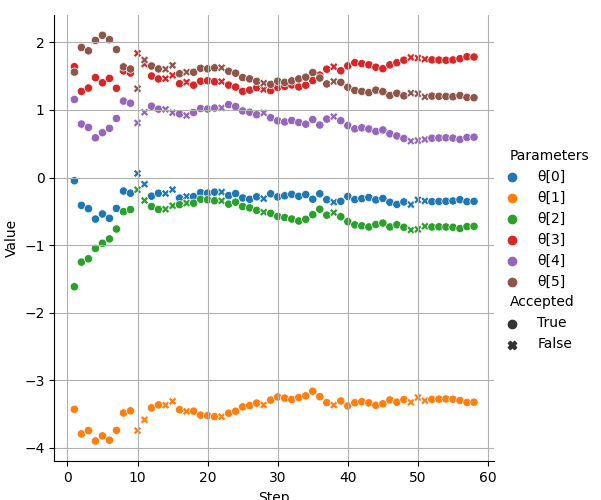 2
1
0
−1
−2
−3
−4
Value
0
10
20
30
40
50
60
Step
Parameters
θ[0]
θ[1]
θ[2]
θ[3]
θ[4]
θ[5]
Accepted
True
False